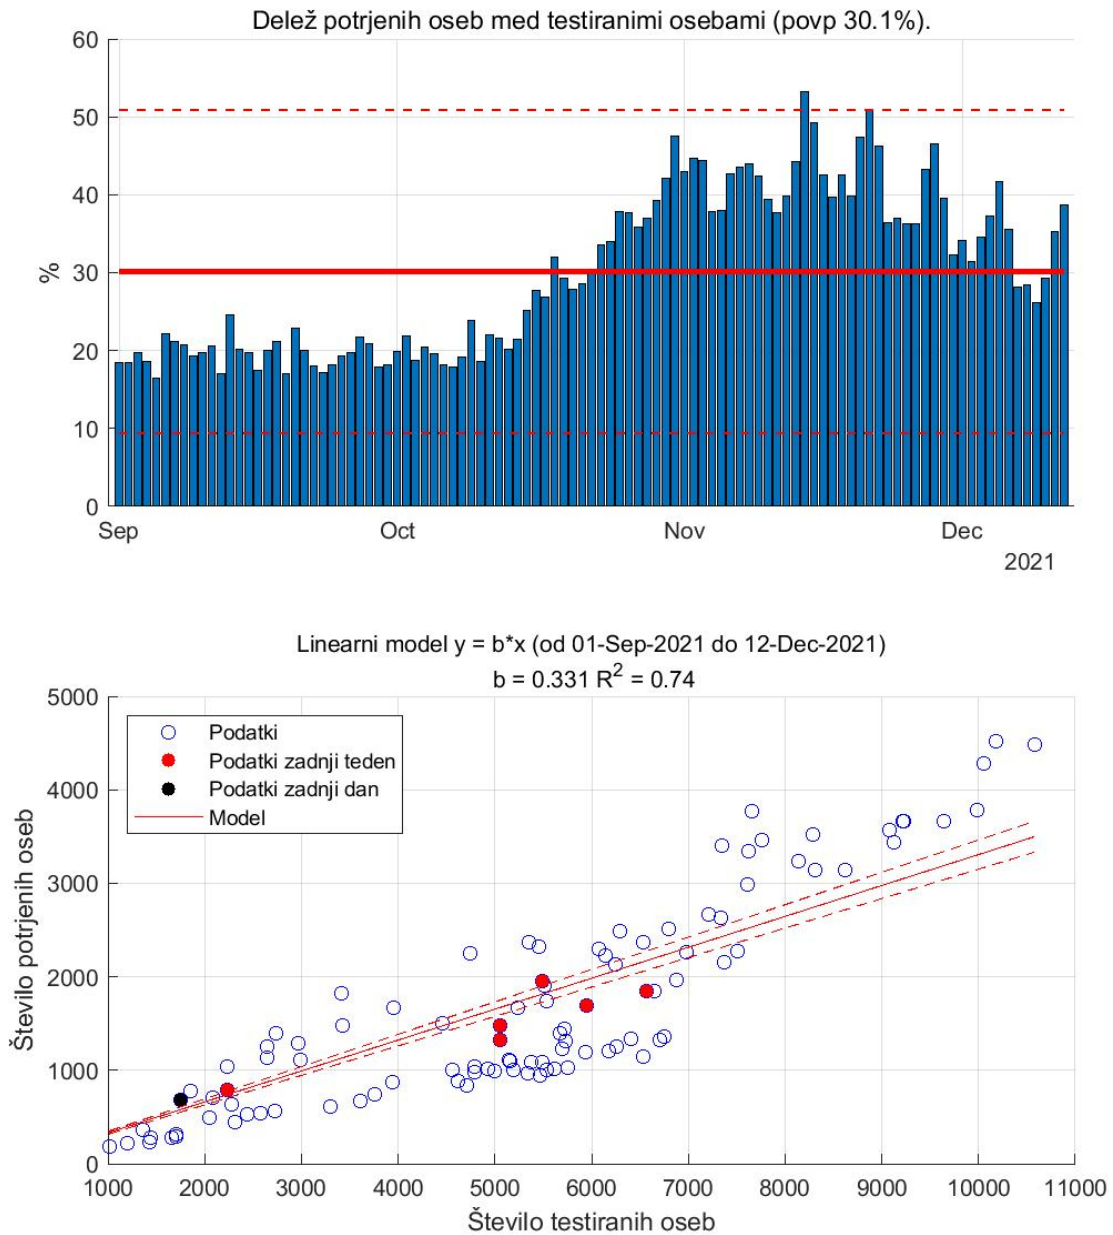 Delež potrjenih oseb med testiranimi osebami (povp 30.1%).
60
50
40
30
20
10
0
%
Sep
Oct
Nov
Dec
2021
Linearni model y = b*x (od 01-Sep-2021 do 12-Dec-2021)
b = 0.331 R² = 0.74
5000
4000
3000
2000
1000
0
Število potrjenih oseb
Podatki
Podatki zadnji teden
Podatki zadnji dan
Model
1000
2000
3000
4000
5000
6000
7000
8000
9000
10000
11000
Število testiranih oseb